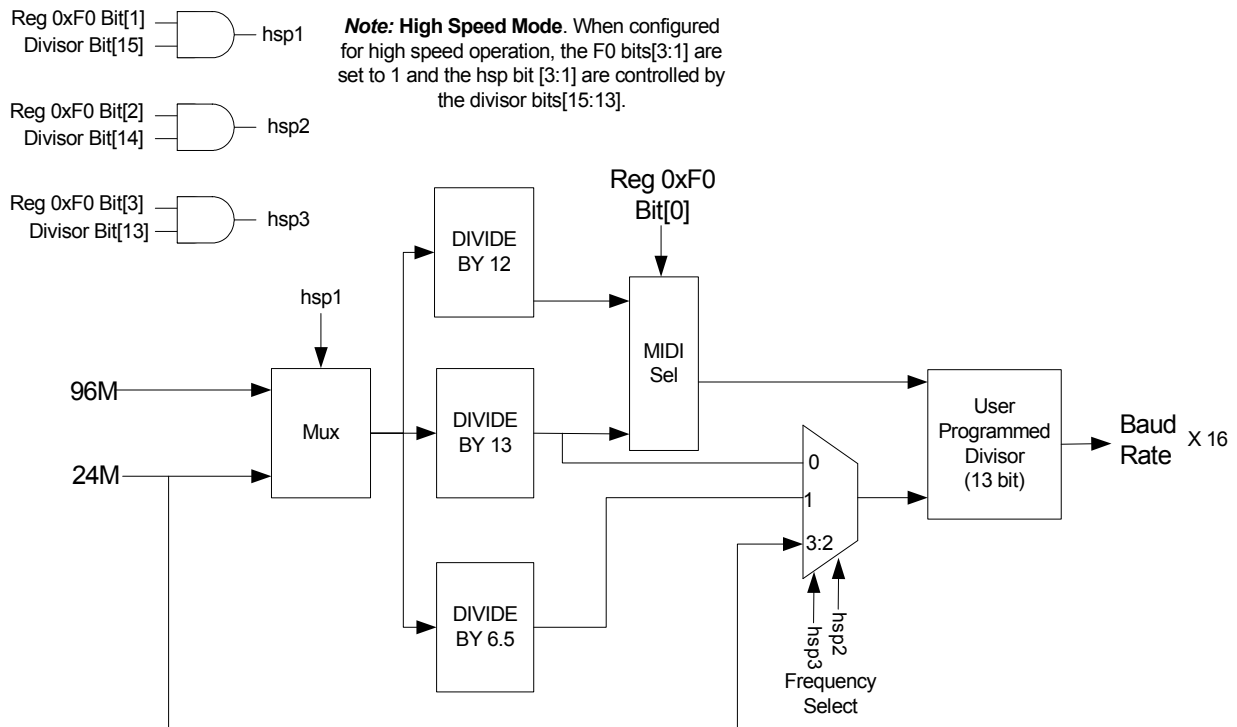 Reg 0xF0 Bit[1]
Divisor Bit[15]
hsp1
Note: High Speed Mode. When configured
for high speed operation, the F0 bits[3:1] are
set to 1 and the hsp bit [3:1] are controlled by
the divisor bits[15:13].
Reg 0xF0 Bit[2]
Divisor Bit[14]
hsp2
Reg 0xF0 Bit[3]
Divisor Bit[13]
hsp3
Reg 0xF0
Bit[0]
DIVIDE
BY 12
hsp1
MIDI
Sel
96M
24M
Mux
DIVIDE
BY 13
User
Programmed
Divisor
(13 bit)
Baud
Rate
X 16
0
1
3:2
DIVIDE
BY 6.5
hsp3
hsp2
Frequency
Select